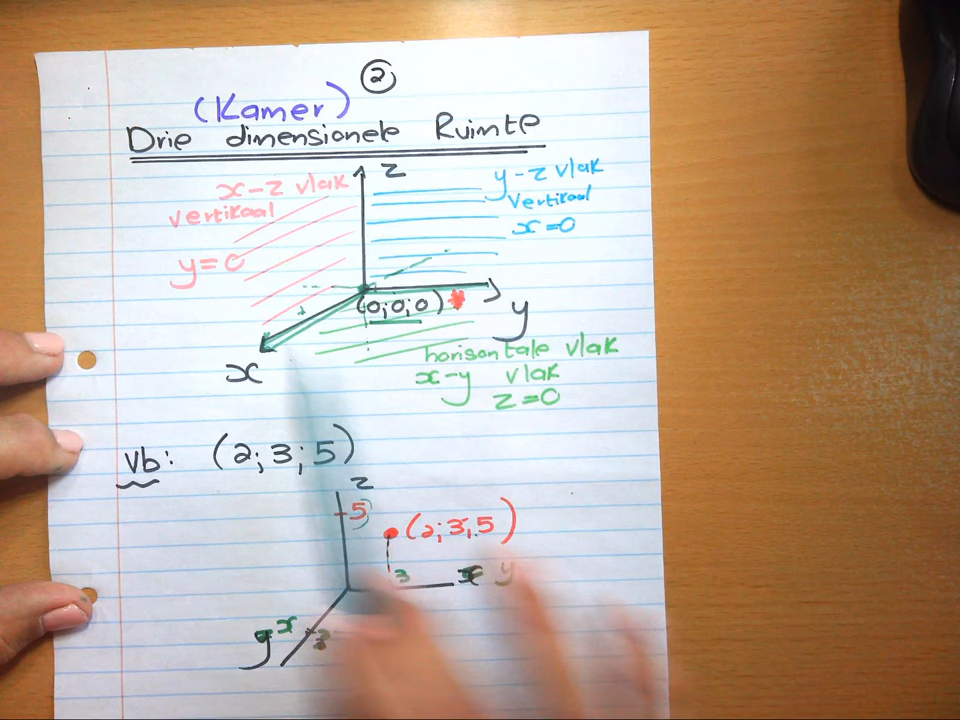 ②
(Kamer)
Drie dimensionele Ruimte
z
x-z vlak
vertikaal
y=0
y-z vlak
Vertikaal
x=0
(0;0;0) *
y
x
horisontale vlak
x-y vlak
z=0
Vb: (2;3;5)
z
5
(2;3;5)
3
y
x